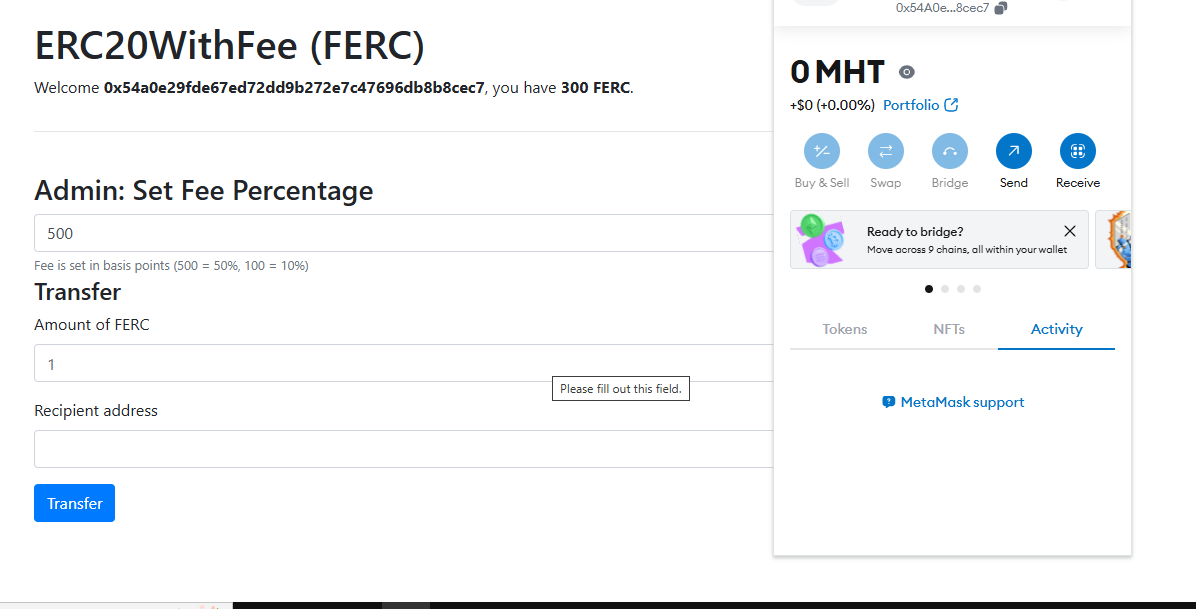 ERC20WithFee (FERC)
Welcome 0x54a0e29fde67ed72dd9b272e7c47696db8b8cec7, you have 300 FERC.
Admin: Set Fee Percentage
500
Fee is set in basis points (500 = 50%, 100 = 10%)
Transfer
Amount of FERC
1
Please fill out this field.
Recipient address
Transfer
0x54A0e...8cec7
0 MHT
+$0 (+0.00%) Portfolio
Buy & Sell Swap Bridge Send Receive
Ready to bridge?
Move across 9 chains, all within your wallet
Tokens NFTs Activity
MetaMask support